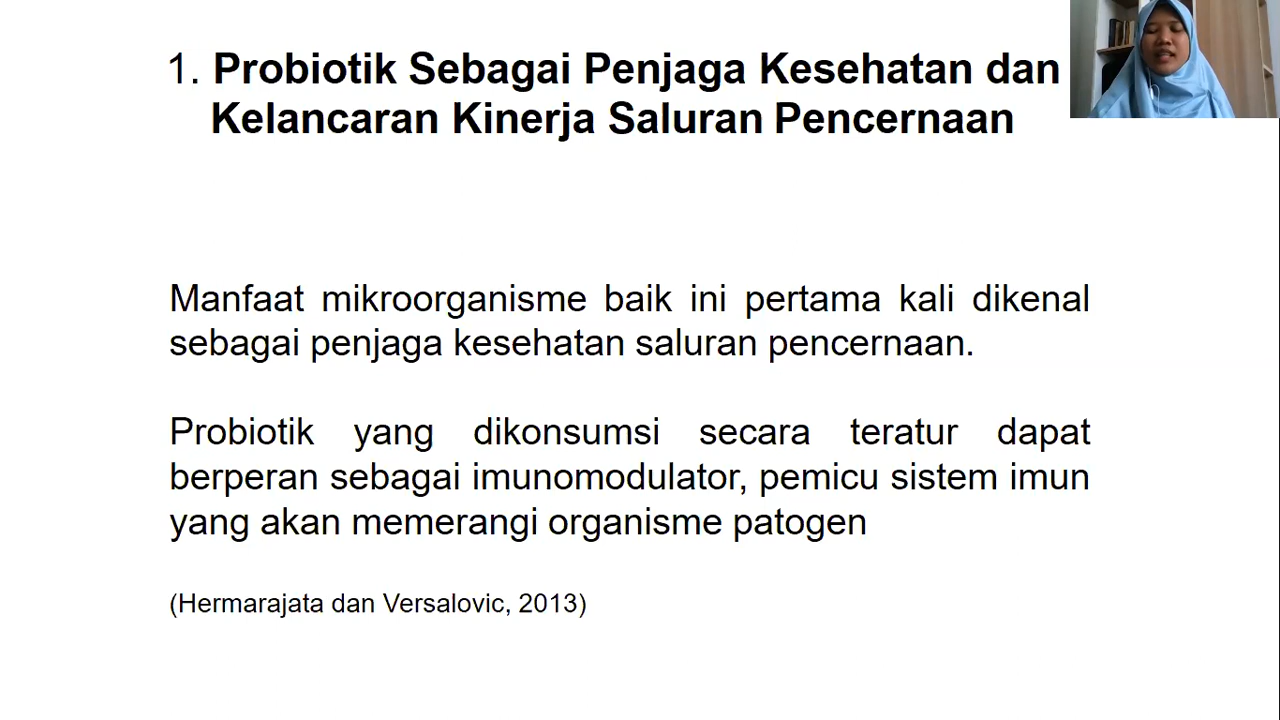 1. Probiotik Sebagai Penjaga Kesehatan dan
Kelancaran Kinerja Saluran Pencernaan
Manfaat mikroorganisme baik ini pertama kali dikenal
sebagai penjaga kesehatan saluran pencernaan.
Probiotik yang dikonsumsi secara teratur dapat
berperan sebagai imunomodulator, pemicu sistem imun
yang akan memerangi organisme patogen
(Hermarajata dan Versalovic, 2013)